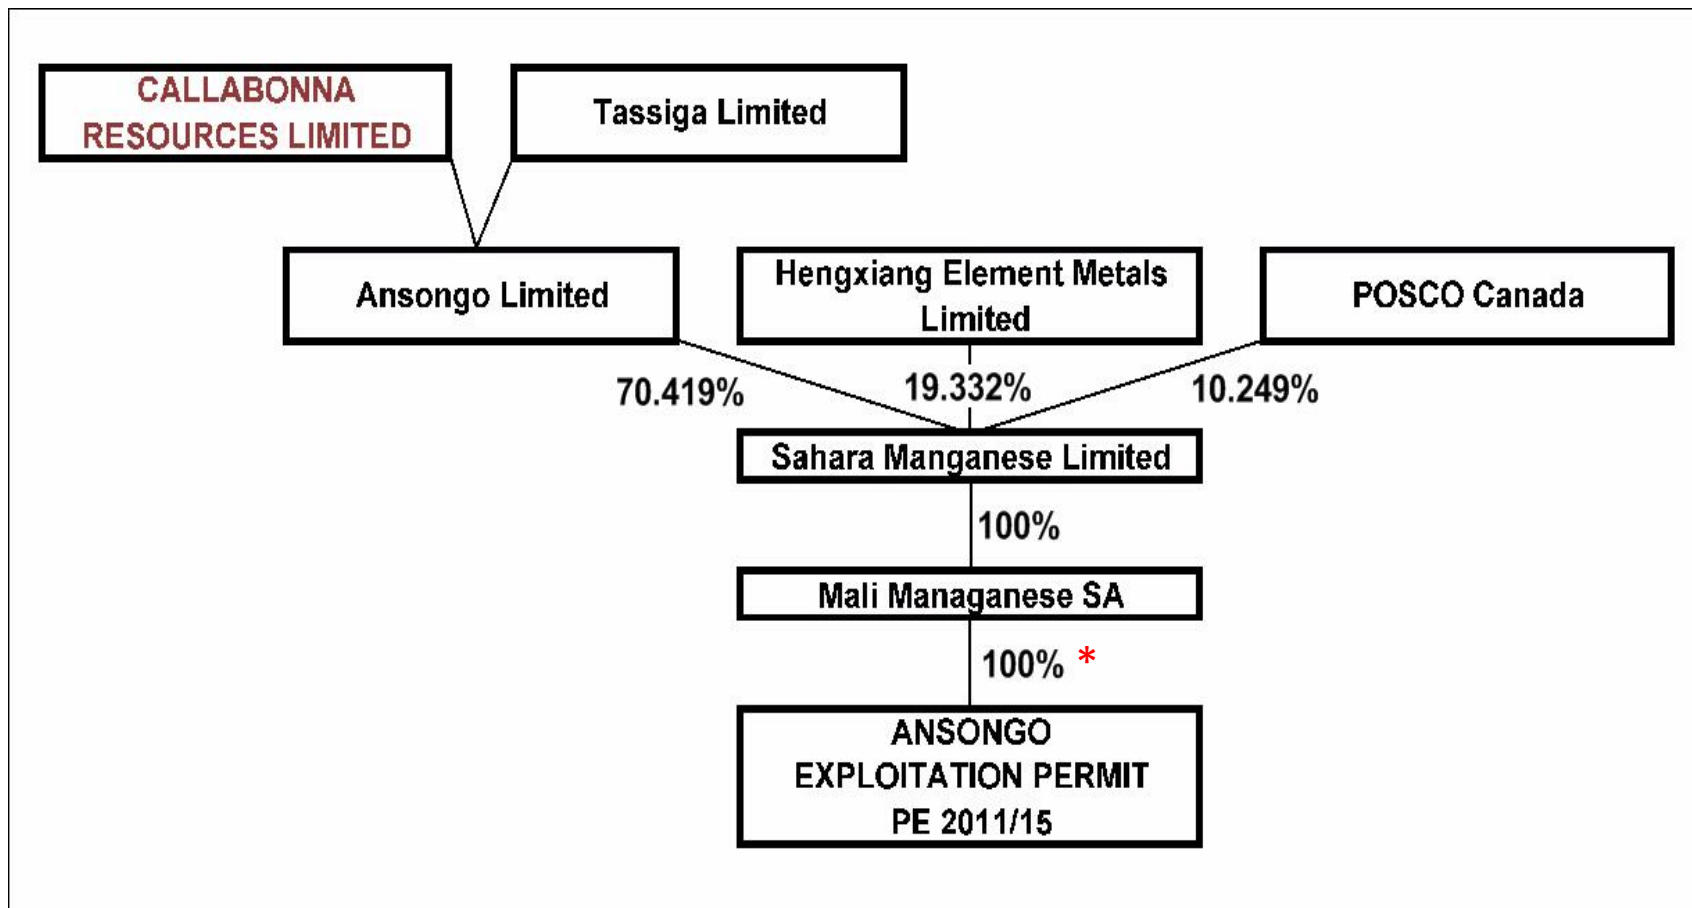 CALLABONNA
RESOURCES LIMITED
Tassiga Limited
Ansongo Limited
Hengxiang Element Metals
Limited
POSCO Canada
70.419%
19.332%
10.249%
Sahara Manganese Limited
100%
Mali Managanese SA
100% *
ANSONGO
EXPLOITATION PERMIT
PE 2011/15